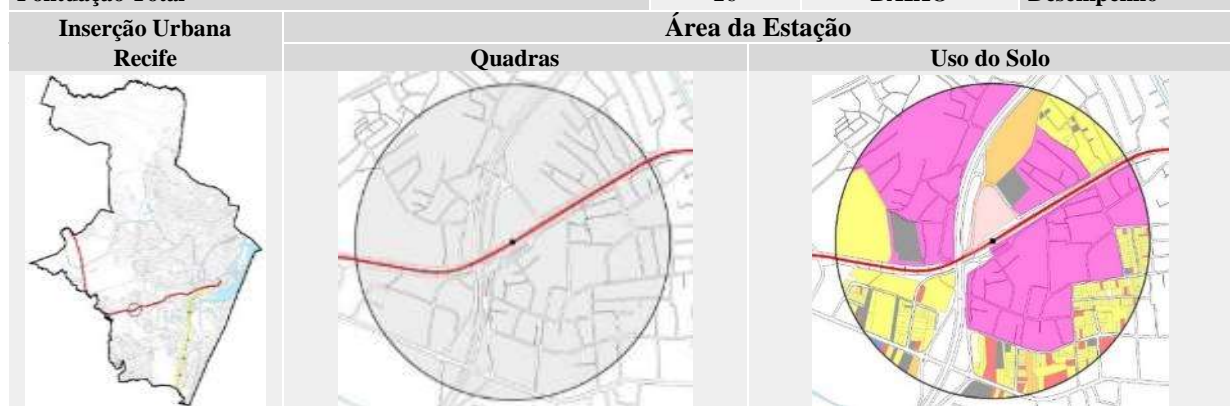 Inserção Urbana
Área da Estação
Recife
Quadras
Uso do Solo